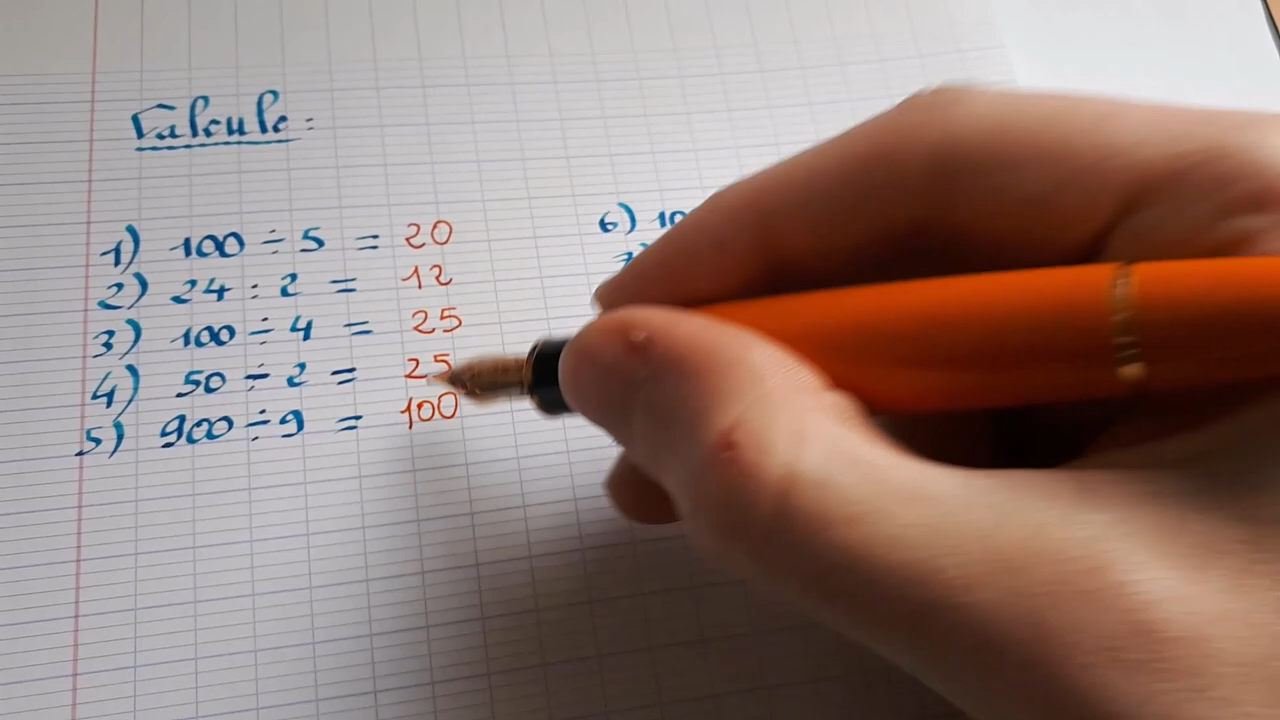 Calcule :
1) 100 ÷ 5 = 20
2) 24 : 2 = 12
3) 100 ÷ 4 = 25
4) 50 ÷ 2 = 25
5) 900 ÷ 9 = 100
6) 10